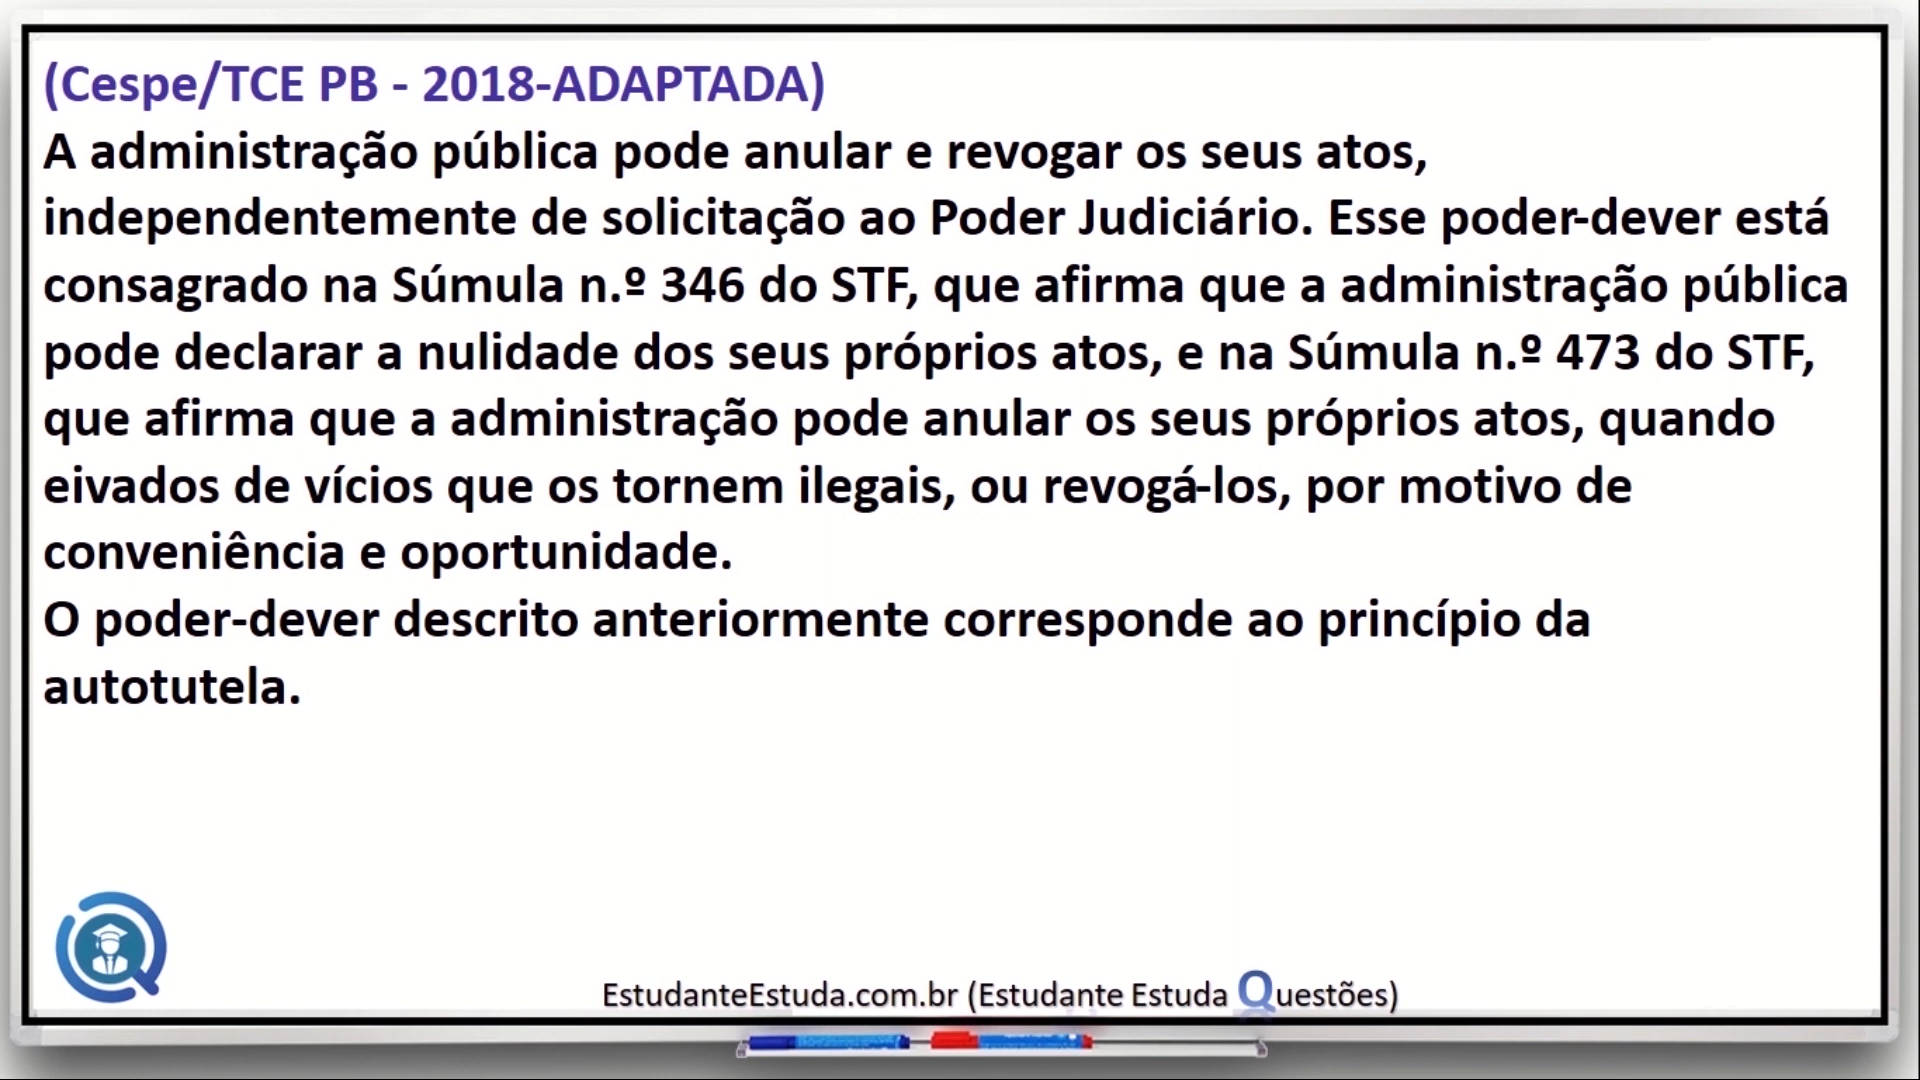 (Cespe/TCE PB - 2018-ADAPTADA)
A administração pública pode anular e revogar os seus atos,
independentemente de solicitação ao Poder Judiciário. Esse poder-dever está
consagrado na Súmula n.º 346 do STF, que afirma que a administração pública
pode declarar a nulidade dos seus próprios atos, e na Súmula n.º 473 do STF,
que afirma que a administração pode anular os seus próprios atos, quando
eivados de vícios que os tornem ilegais, ou revogá-los, por motivo de
conveniência e oportunidade.
O poder-dever descrito anteriormente corresponde ao princípio da
autotutela.
EstudanteEstuda.com.br (Estudante Estuda Questões)